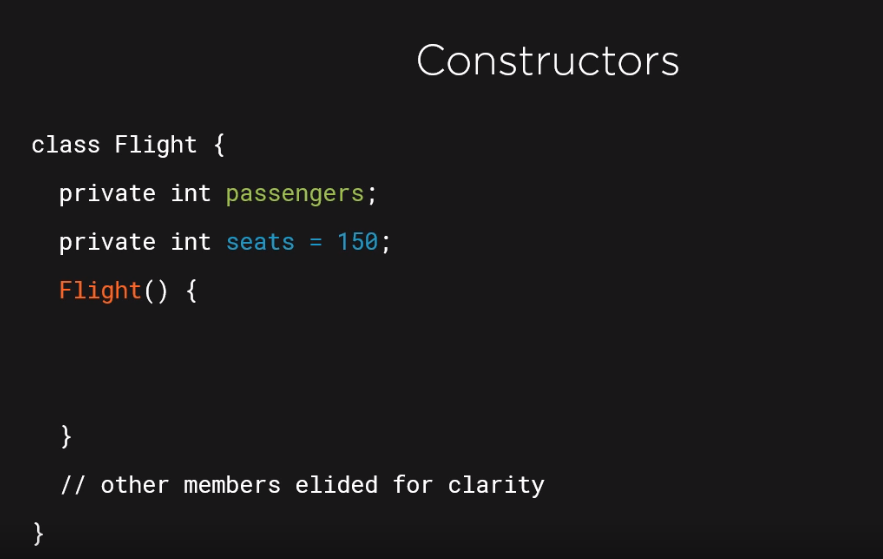 Constructors
class Flight {
  private int passengers;
  private int seats = 150;
  Flight() {
  }
  // other members elided for clarity
}